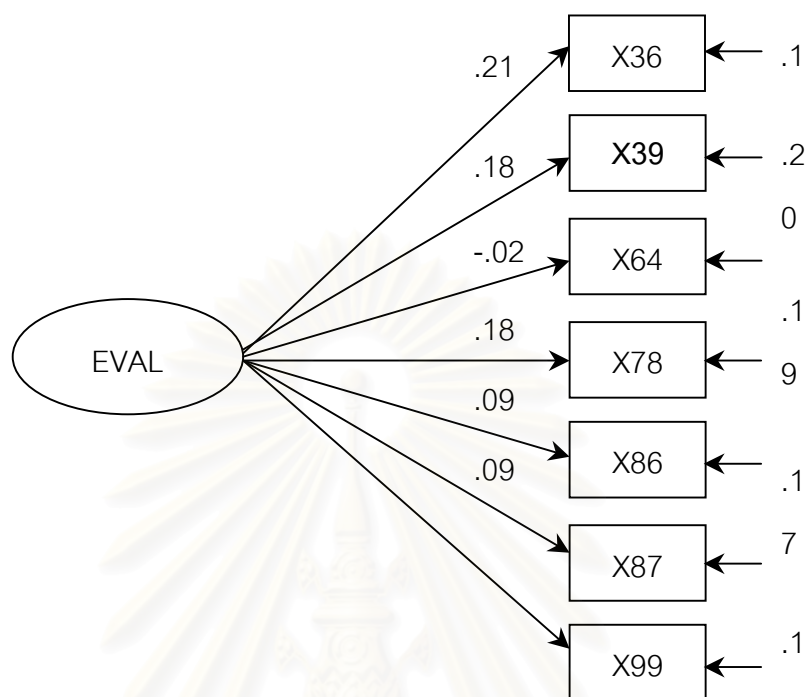 X36
.1
.21
X39
.2
.18
0
-.02
X64
.1
.18
EVAL
X78
9
.09
X86
.09
.1
7
X87
.1
X99